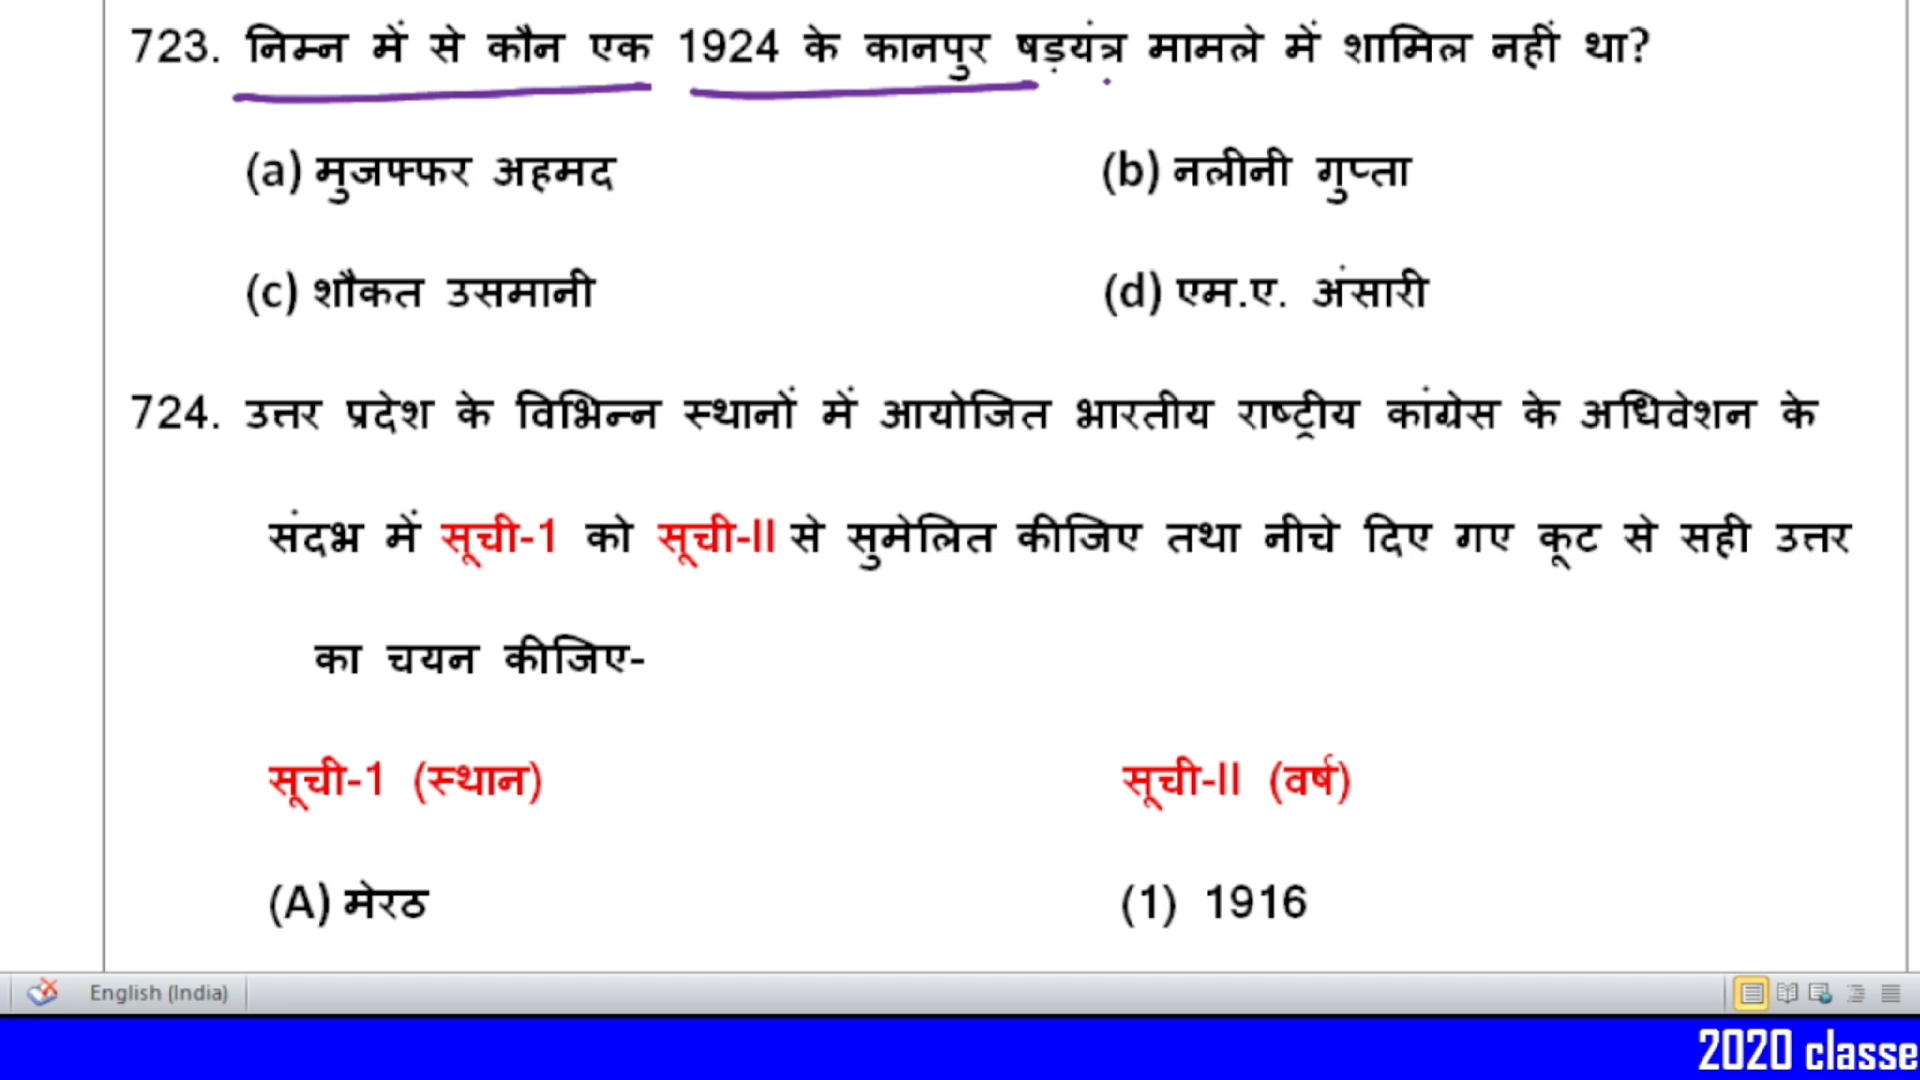 723. निम्न में से कौन एक 1924 के कानपुर षड़यंत्र मामले में शामिल नहीं था?
(a) मुजफ्फर अहमद (b) नलीनी गुप्ता
(c) शौकत उसमानी (d) एम.ए. अंसारी
724. उत्तर प्रदेश के विभिन्न स्थानों में आयोजित भारतीय राष्ट्रीय कांग्रेस के अधिवेशन के
संदभ में सूची-1 को सूची-II से सुमेलित कीजिए तथा नीचे दिए गए कूट से सही उत्तर
का चयन कीजिए-
सूची-1 (स्थान) सूची-II (वर्ष)
(A) मेरठ (1) 1916
English (India)
2020 classe